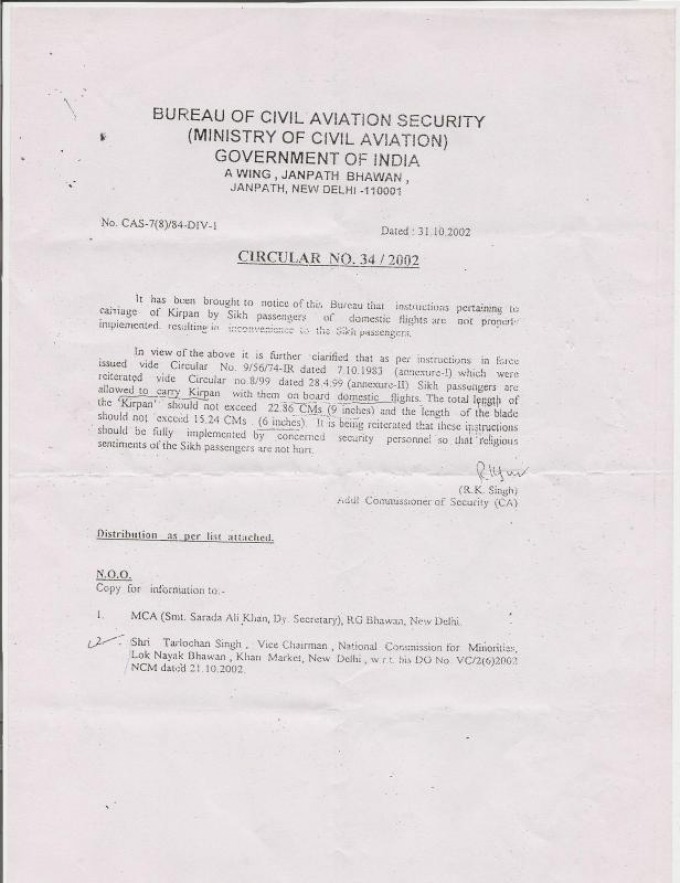 BUREAU OF CIVIL AVIATION SECURITY
(MINISTRY OF CIVIL AVIATION)
GOVERNMENT OF INDIA
A WING , JANPATH BHAWAN ,
JANPATH, NEW DELHI -110001
No. CAS-7(8)/84-DIV-1
Dated : 31.10.2002
CIRCULAR NO. 34 / 2002
It has been brought to notice of this Bureau that instructions pertaining to
carriage of Kirpan by Sikh passengers of domestic flights are not properly
implemented resulting in inconvenience to the Sikh passengers.
In view of the above it is further clarified that as per instructions in force
issued vide Circular No. 9/56/74-IR dated 7.10.1983 (annexure-I) which were
reiterated vide Circular no.8/99 dated 28.4.99 (annexure-II) Sikh passengers are
allowed to carry Kirpan with them on board domestic flights. The total length of
the 'Kirpan' should not exceed 22.86 CMs (9 inches) and the length of the blade
should not exceed 15.24 CMs . (6 inches). It is being reiterated that these instructions
should be fully implemented by concerned security personnel so that religious
sentiments of the Sikh passengers are not hurt.
(R.K. Singh)
Addl Commissioner of Security (CA)
Distribution as per list attached.
N.O.O.
Copy for information to:-
1. MCA (Smt. Sarada Ali Khan, Dy. Secretary), RG Bhawan, New Delhi.
2. Shri Tarlochan Singh , Vice Chairman , National Commission for Minorities,
Lok Nayak Bhawan , Khan Market, New Delhi , w.r.t. his DO No. VC/2(6)2002
NCM dated 21.10.2002.